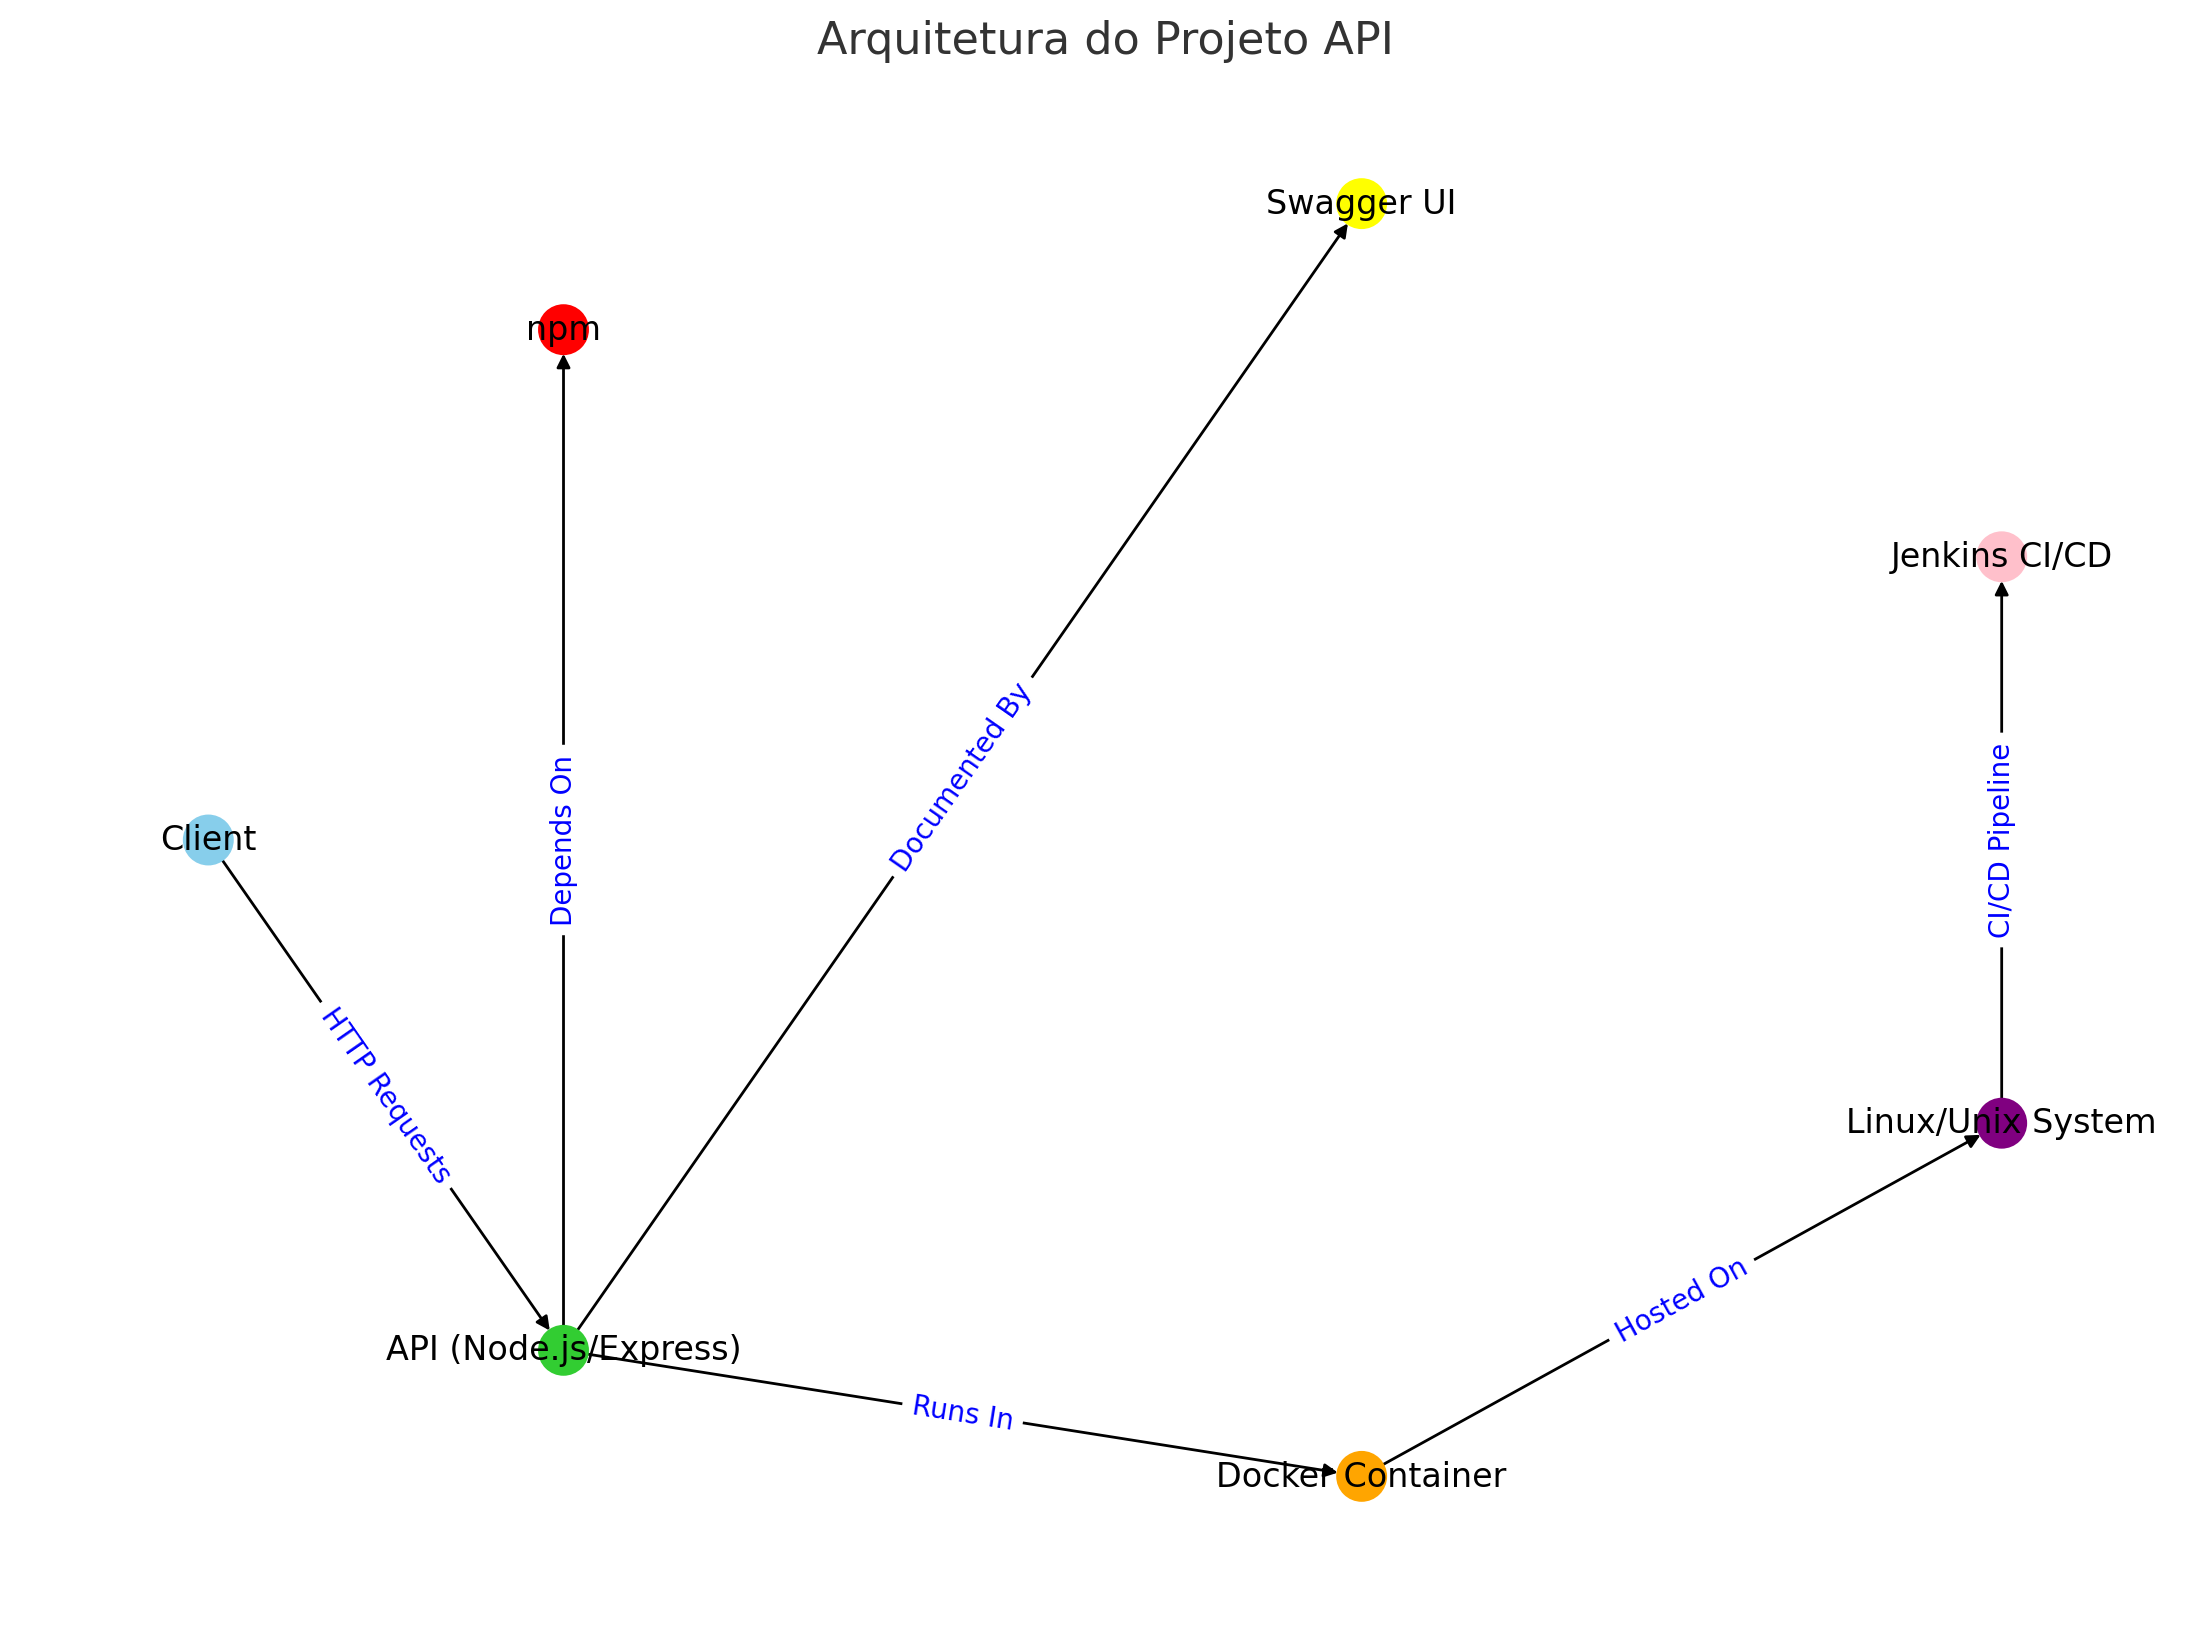 Arquitetura do Projeto API
Swagger UI
npm
Jenkins CI/CD
Documented By
Depends On
CI/CD Pipeline
Client
HTTP Requests
Linux/Unix System
Hosted On
API (Node.js/Express)
Runs In
Docker Container